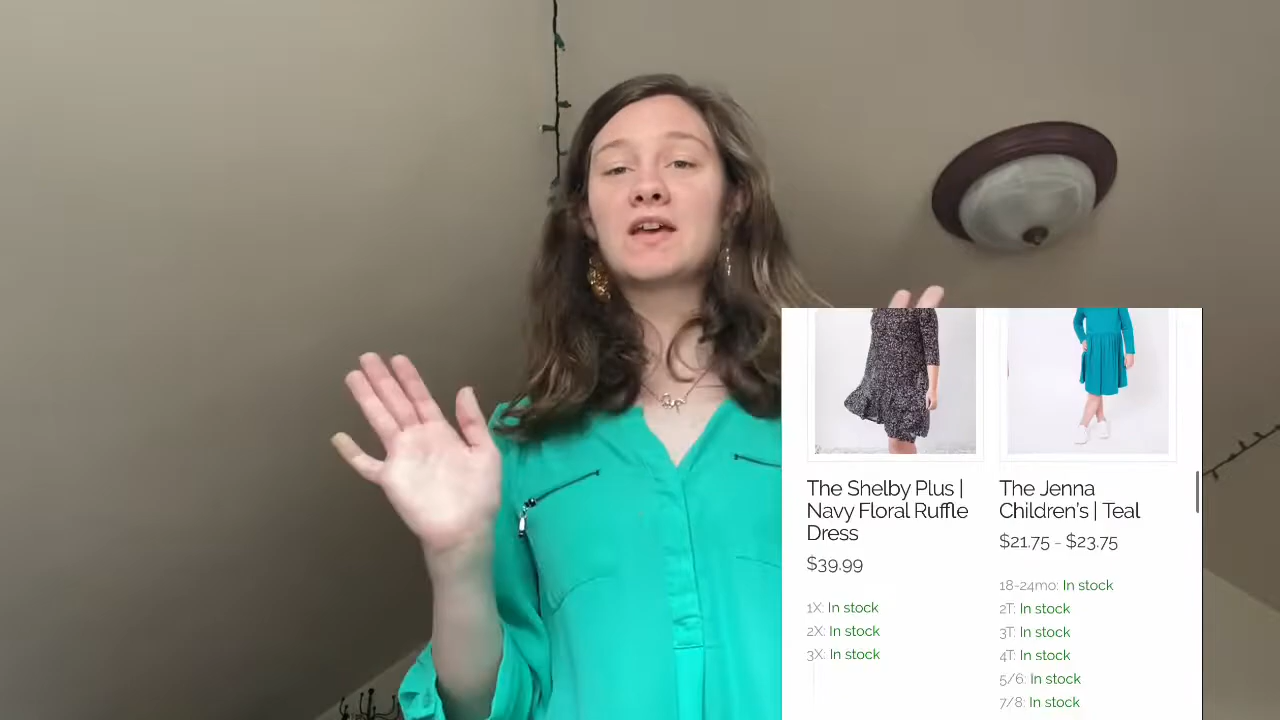 The Shelby Plus |
Navy Floral Ruffle
Dress
$39.99
1X: In stock
2X: In stock
3X: In stock
The Jenna
Children's | Teal
$21.75 - $23.75
18-24mo: In stock
2T: In stock
3T: In stock
4T: In stock
5/6: In stock
7/8: In stock